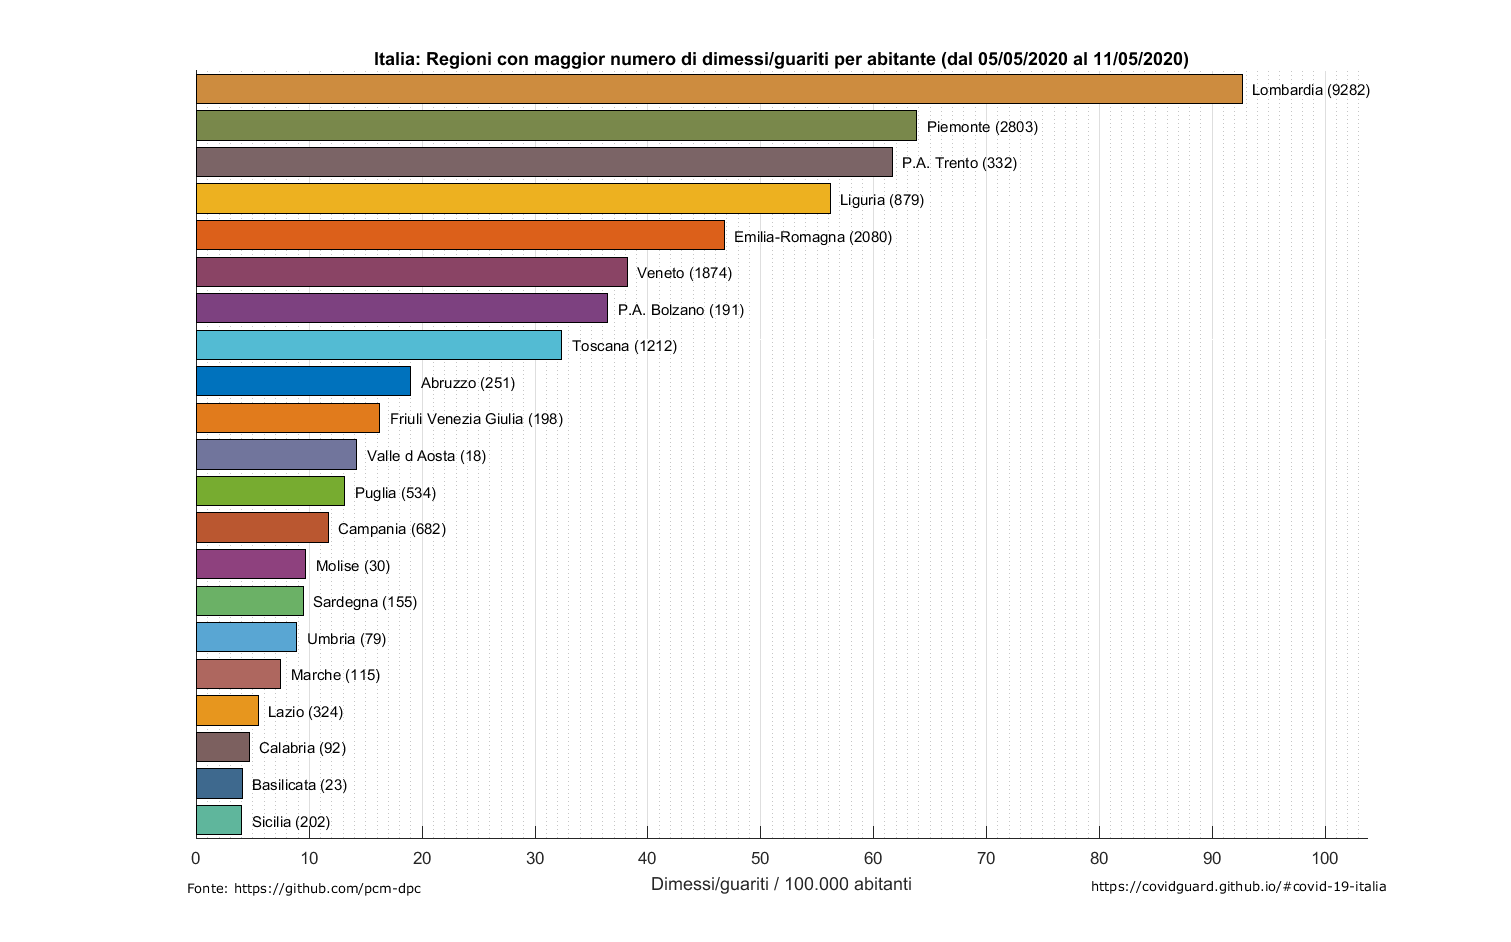 Italia: Regioni con maggior numero di dimessi/guariti per abitante (dal 05/05/2020 al 11/05/2020)
Lombardia (9282)
Piemonte (2803)
P.A. Trento (332)
Liguria (879)
Emilia-Romagna (2080)
Veneto (1874)
P.A. Bolzano (191)
Toscana (1212)
Abruzzo (251)
Friuli Venezia Giulia (198)
Valle d Aosta (18)
Puglia (534)
Campania (682)
Molise (30)
Sardegna (155)
Umbria (79)
Marche (115)
Lazio (324)
Calabria (92)
Basilicata (23)
Sicilia (202)
0 10 20 30 40 50 60 70 80 90 100
Dimessi/guariti / 100.000 abitanti
Fonte: https://github.com/pcm-dpc
https://covidguard.github.io/#covid-19-italia